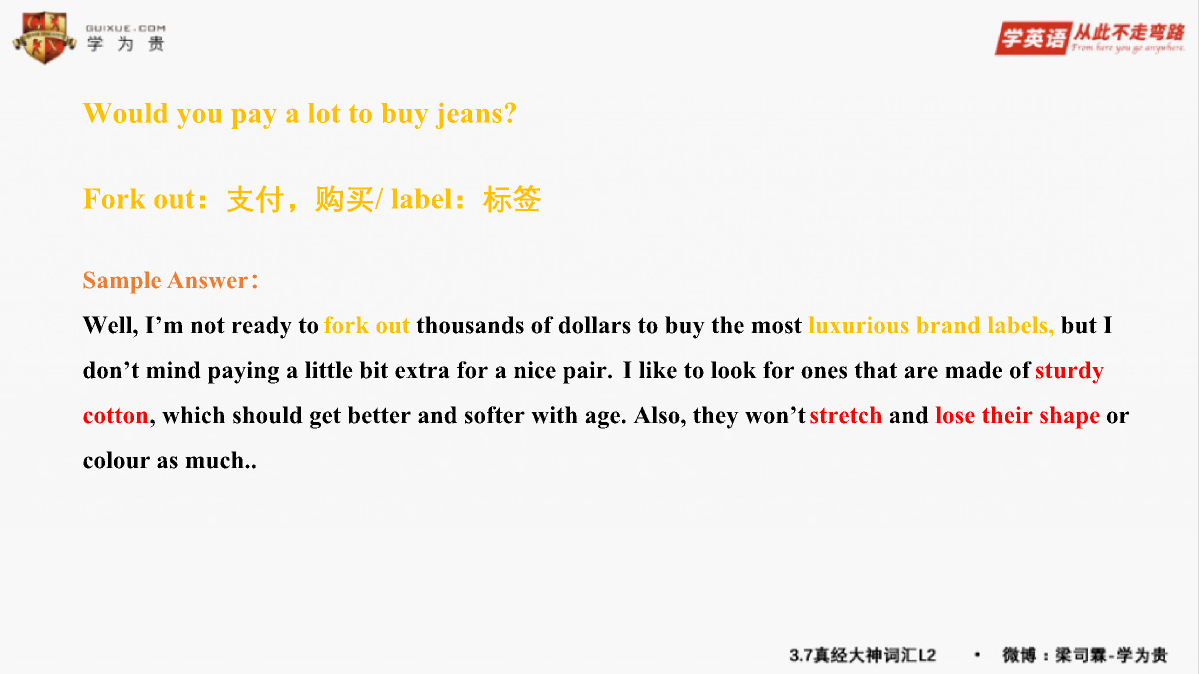 GUIXUE.COM
学为贵
学英语 从此不走弯路
From here you go anywhere.
Would you pay a lot to buy jeans?
Fork out：支付，购买/ label：标签
Sample Answer：
Well, I’m not ready to fork out thousands of dollars to buy the most luxurious brand labels, but I
don’t mind paying a little bit extra for a nice pair. I like to look for ones that are made of sturdy
cotton, which should get better and softer with age. Also, they won’t stretch and lose their shape or
colour as much..
3.7真经大神词汇L2 • 微博：梁司霖-学为贵